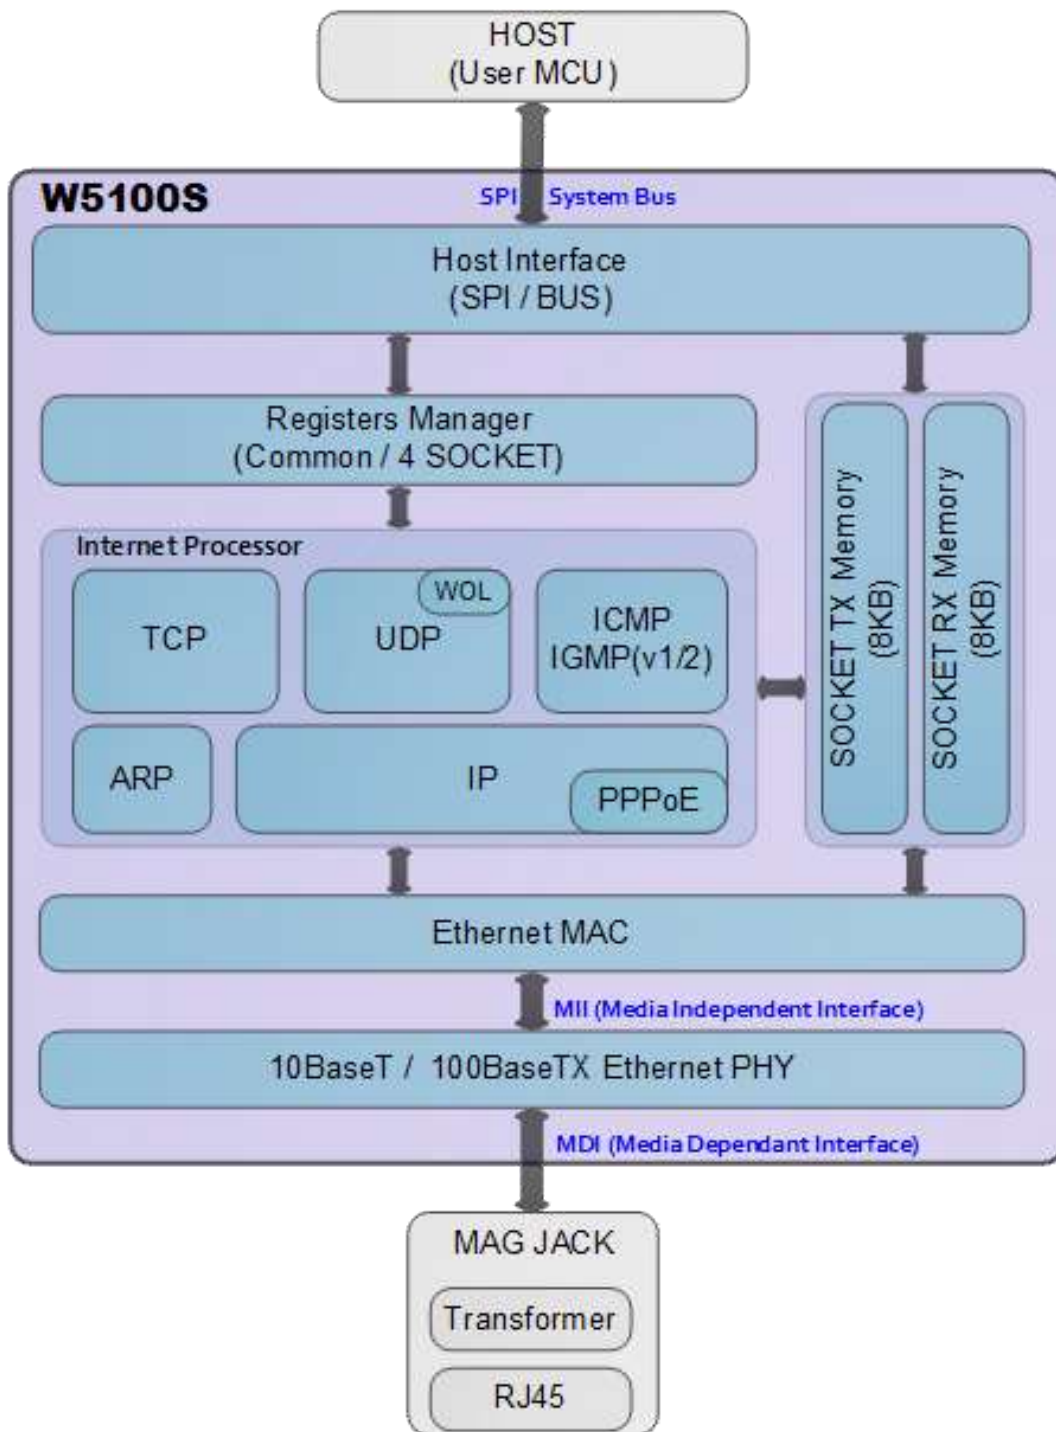 HOST
(User MCU)
W5100S
SPI System Bus
Host Interface
(SPI / BUS)
Registers Manager
(Common / 4 SOCKET)
Internet Processor
TCP
UDP
WOL
ICMP
IGMP(v1/2)
ARP
IP
PPPoE
SOCKET TX Memory
(8KB)
SOCKET RX Memory
(8KB)
Ethernet MAC
MII (Media Independent Interface)
10BaseT / 100BaseTX Ethernet PHY
MDI (Media Dependant Interface)
MAG JACK
Transformer
RJ45